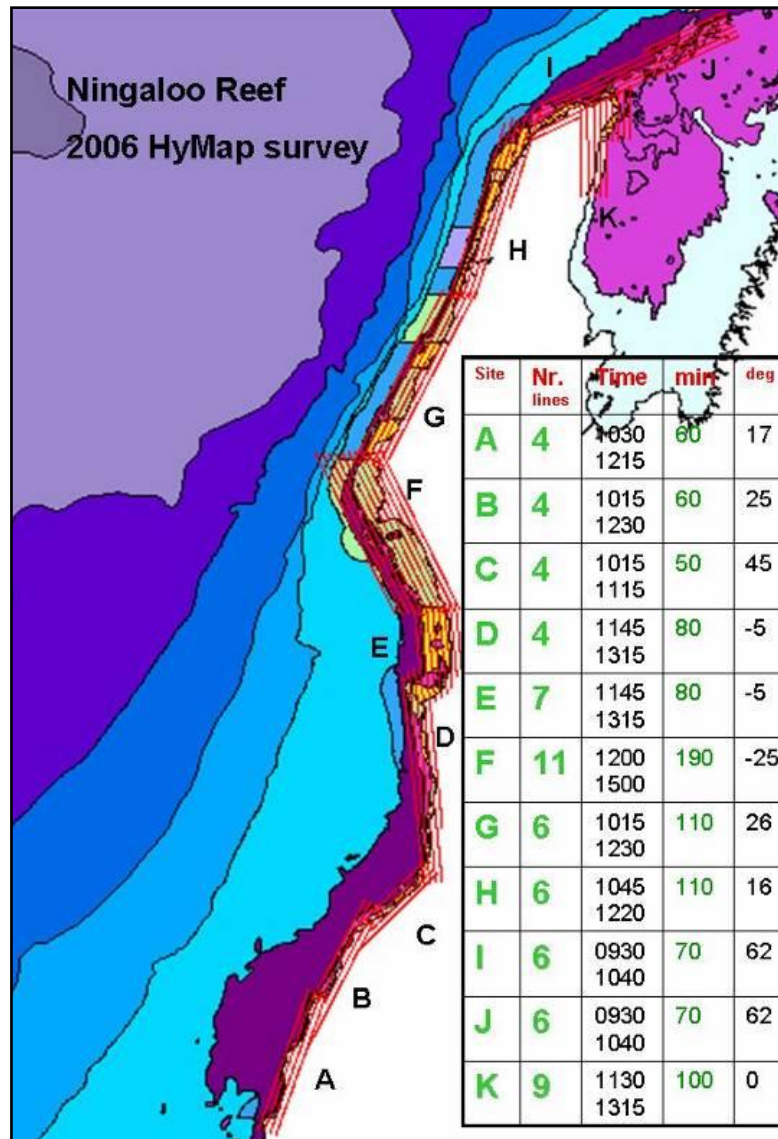 Ningaloo Reef
2006 HyMap survey
I
J
K
H
G
F
E
D
C
B
A
Site Nr. lines Time min deg
A 4 1030 1215 60 17
B 4 1015 1230 60 25
C 4 1015 1115 50 45
D 4 1145 1315 80 -5
E 7 1145 1315 80 -5
F 11 1200 1500 190 -25
G 6 1015 1230 110 26
H 6 1045 1220 110 16
I 6 0930 1040 70 62
J 6 0930 1040 70 62
K 9 1130 1315 100 0